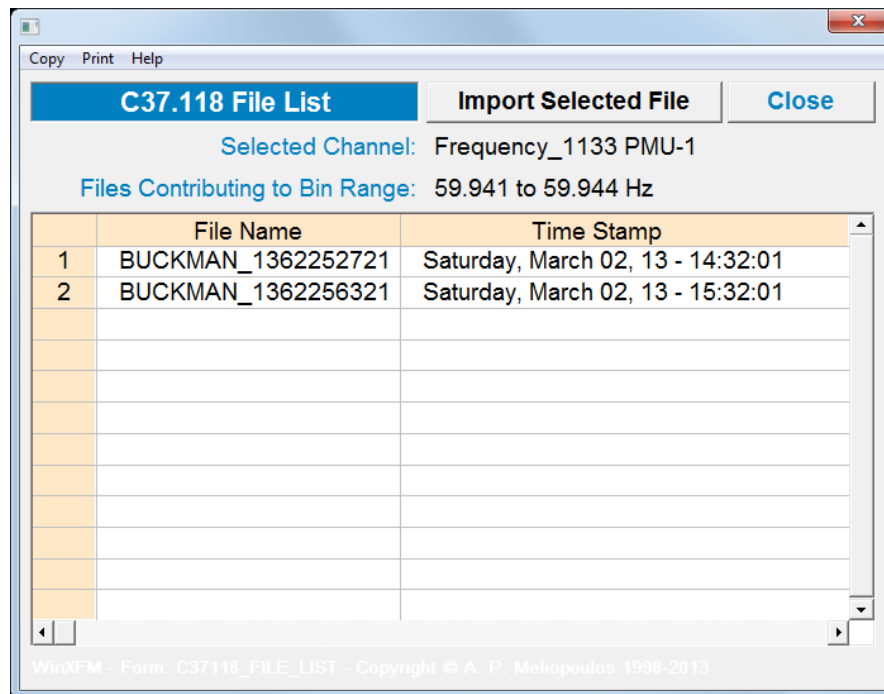 Copy Print Help
C37.118 File List Import Selected File Close
Selected Channel: Frequency_1133 PMU-1
Files Contributing to Bin Range: 59.941 to 59.944 Hz
File Name Time Stamp
1 BUCKMAN_1362252721 Saturday, March 02, 13 - 14:32:01
2 BUCKMAN_1362256321 Saturday, March 02, 13 - 15:32:01
WinXFM - Form: C37118_FILE_LIST - Copyright © A. P. Meliopoulos 1998-2013